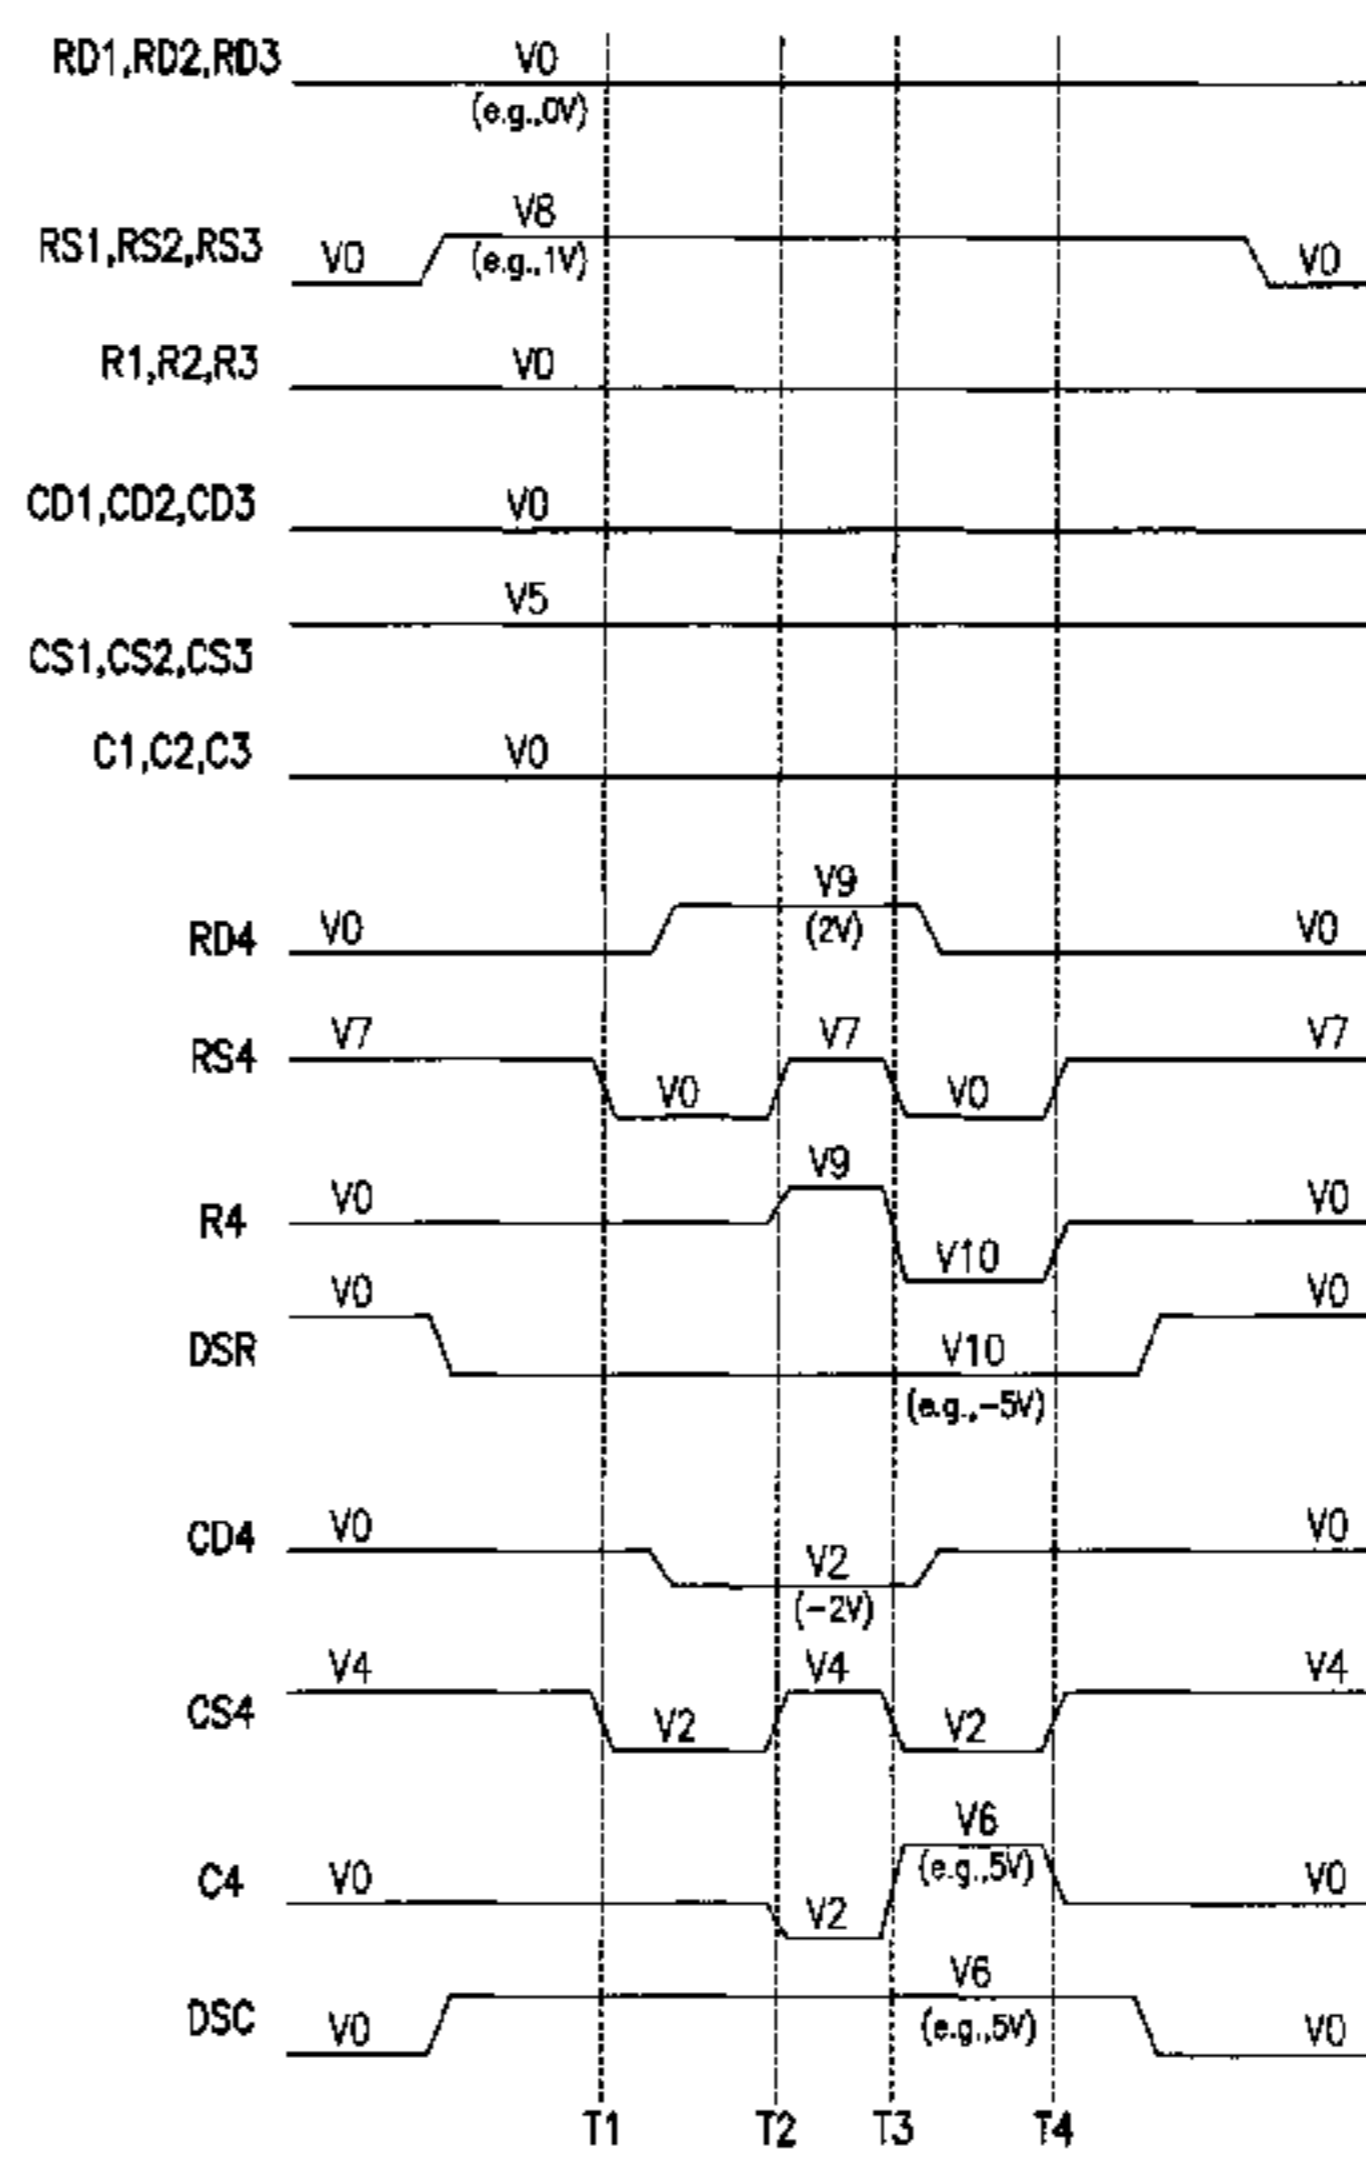 RD1,RD2,RD3 V0
(e.g.,0V)
V8
RS1,RS2,RS3 V0 (e.g.,1V) V0
R1,R2,R3 V0
CD1,CD2,CD3 V0
V5
CS1,CS2,CS3
C1,C2,C3 V0
V9
RD4 V0 (2V) V0
V7 V7 V7
RS4
V0 V0
V9
R4 V0 V0
V10
V0 V0
DSR V10
(e.g.,-5V)
CD4 V0 V0
V2
(-2V)
V4 V4 V4
CS4
V2 V2
V6
C4 V0 (e.g.,5V) V0
V2
V6
DSC V0 (e.g.,5V) V0
T1 T2 T3 T4